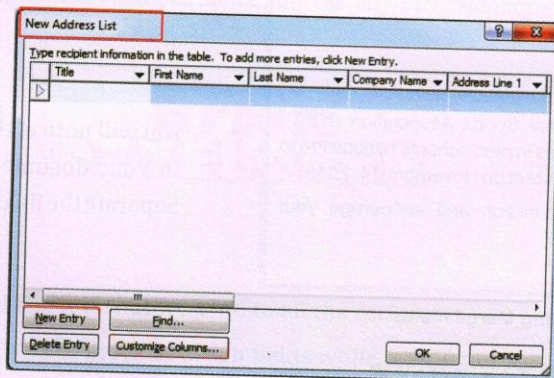 New Address List
Type recipient information in the table. To add more entries, click New Entry.
Title First Name Last Name Company Name Address Line 1
New Entry Find...
Delete Entry Customize Columns... OK Cancel